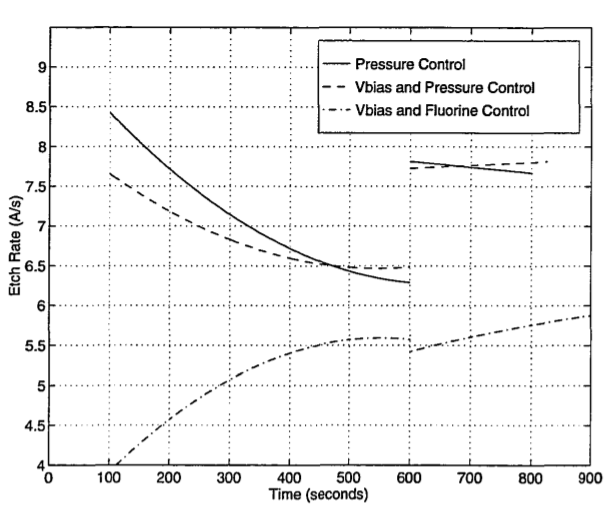 Pressure Control
Vbias and Pressure Control
Vbias and Fluorine Control
Etch Rate (A/s)
9
8.5
8
7.5
7
6.5
6
5.5
5
4.5
4
0 100 200 300 400 500 600 700 800 900
Time (seconds)